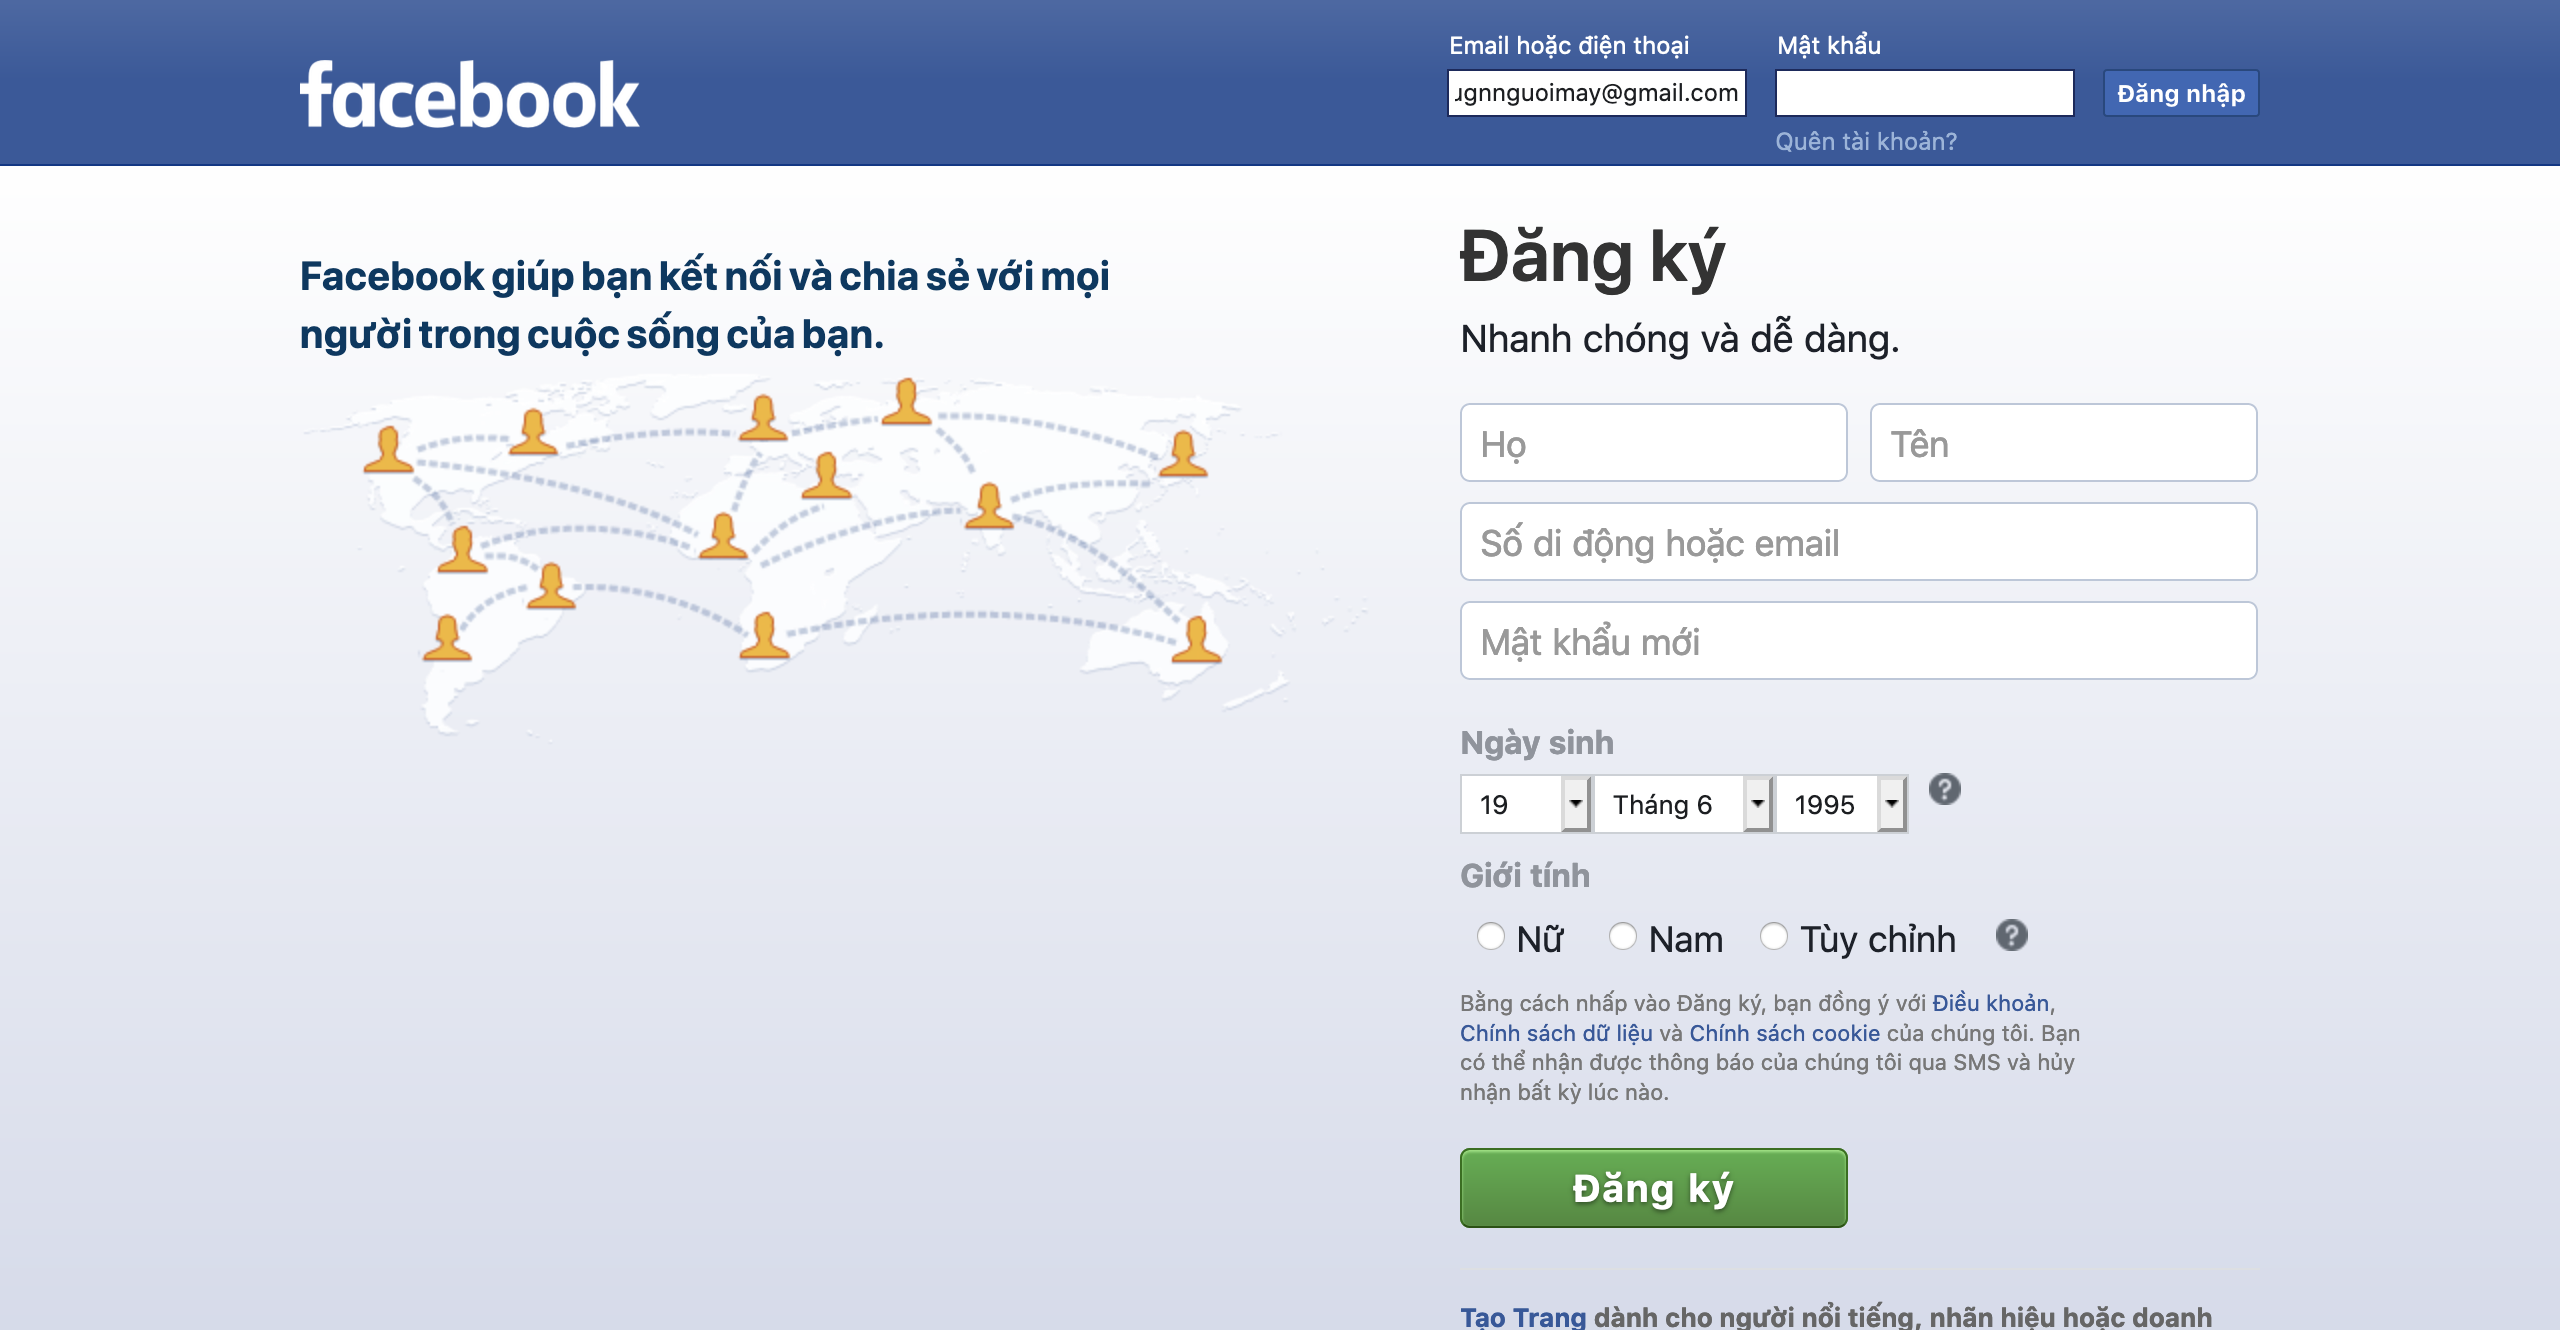 facebook
Email hoặc điện thoại
Mật khẩu
ugnnguoimay@gmail.com
Đăng nhập
Quên tài khoản?
Facebook giúp bạn kết nối và chia sẻ với mọi
người trong cuộc sống của bạn.
Đăng ký
Nhanh chóng và dễ dàng.
Họ
Tên
Số di động hoặc email
Mật khẩu mới
Ngày sinh
19
Tháng 6
1995
?
Giới tính
Nữ
Nam
Tùy chỉnh
?
Bằng cách nhấp vào Đăng ký, bạn đồng ý với Điều khoản,
Chính sách dữ liệu và Chính sách cookie của chúng tôi. Bạn
có thể nhận được thông báo của chúng tôi qua SMS và hủy
nhận bất kỳ lúc nào.
Đăng ký
Tạo Trang dành cho người nổi tiếng, nhãn hiệu hoặc doanh